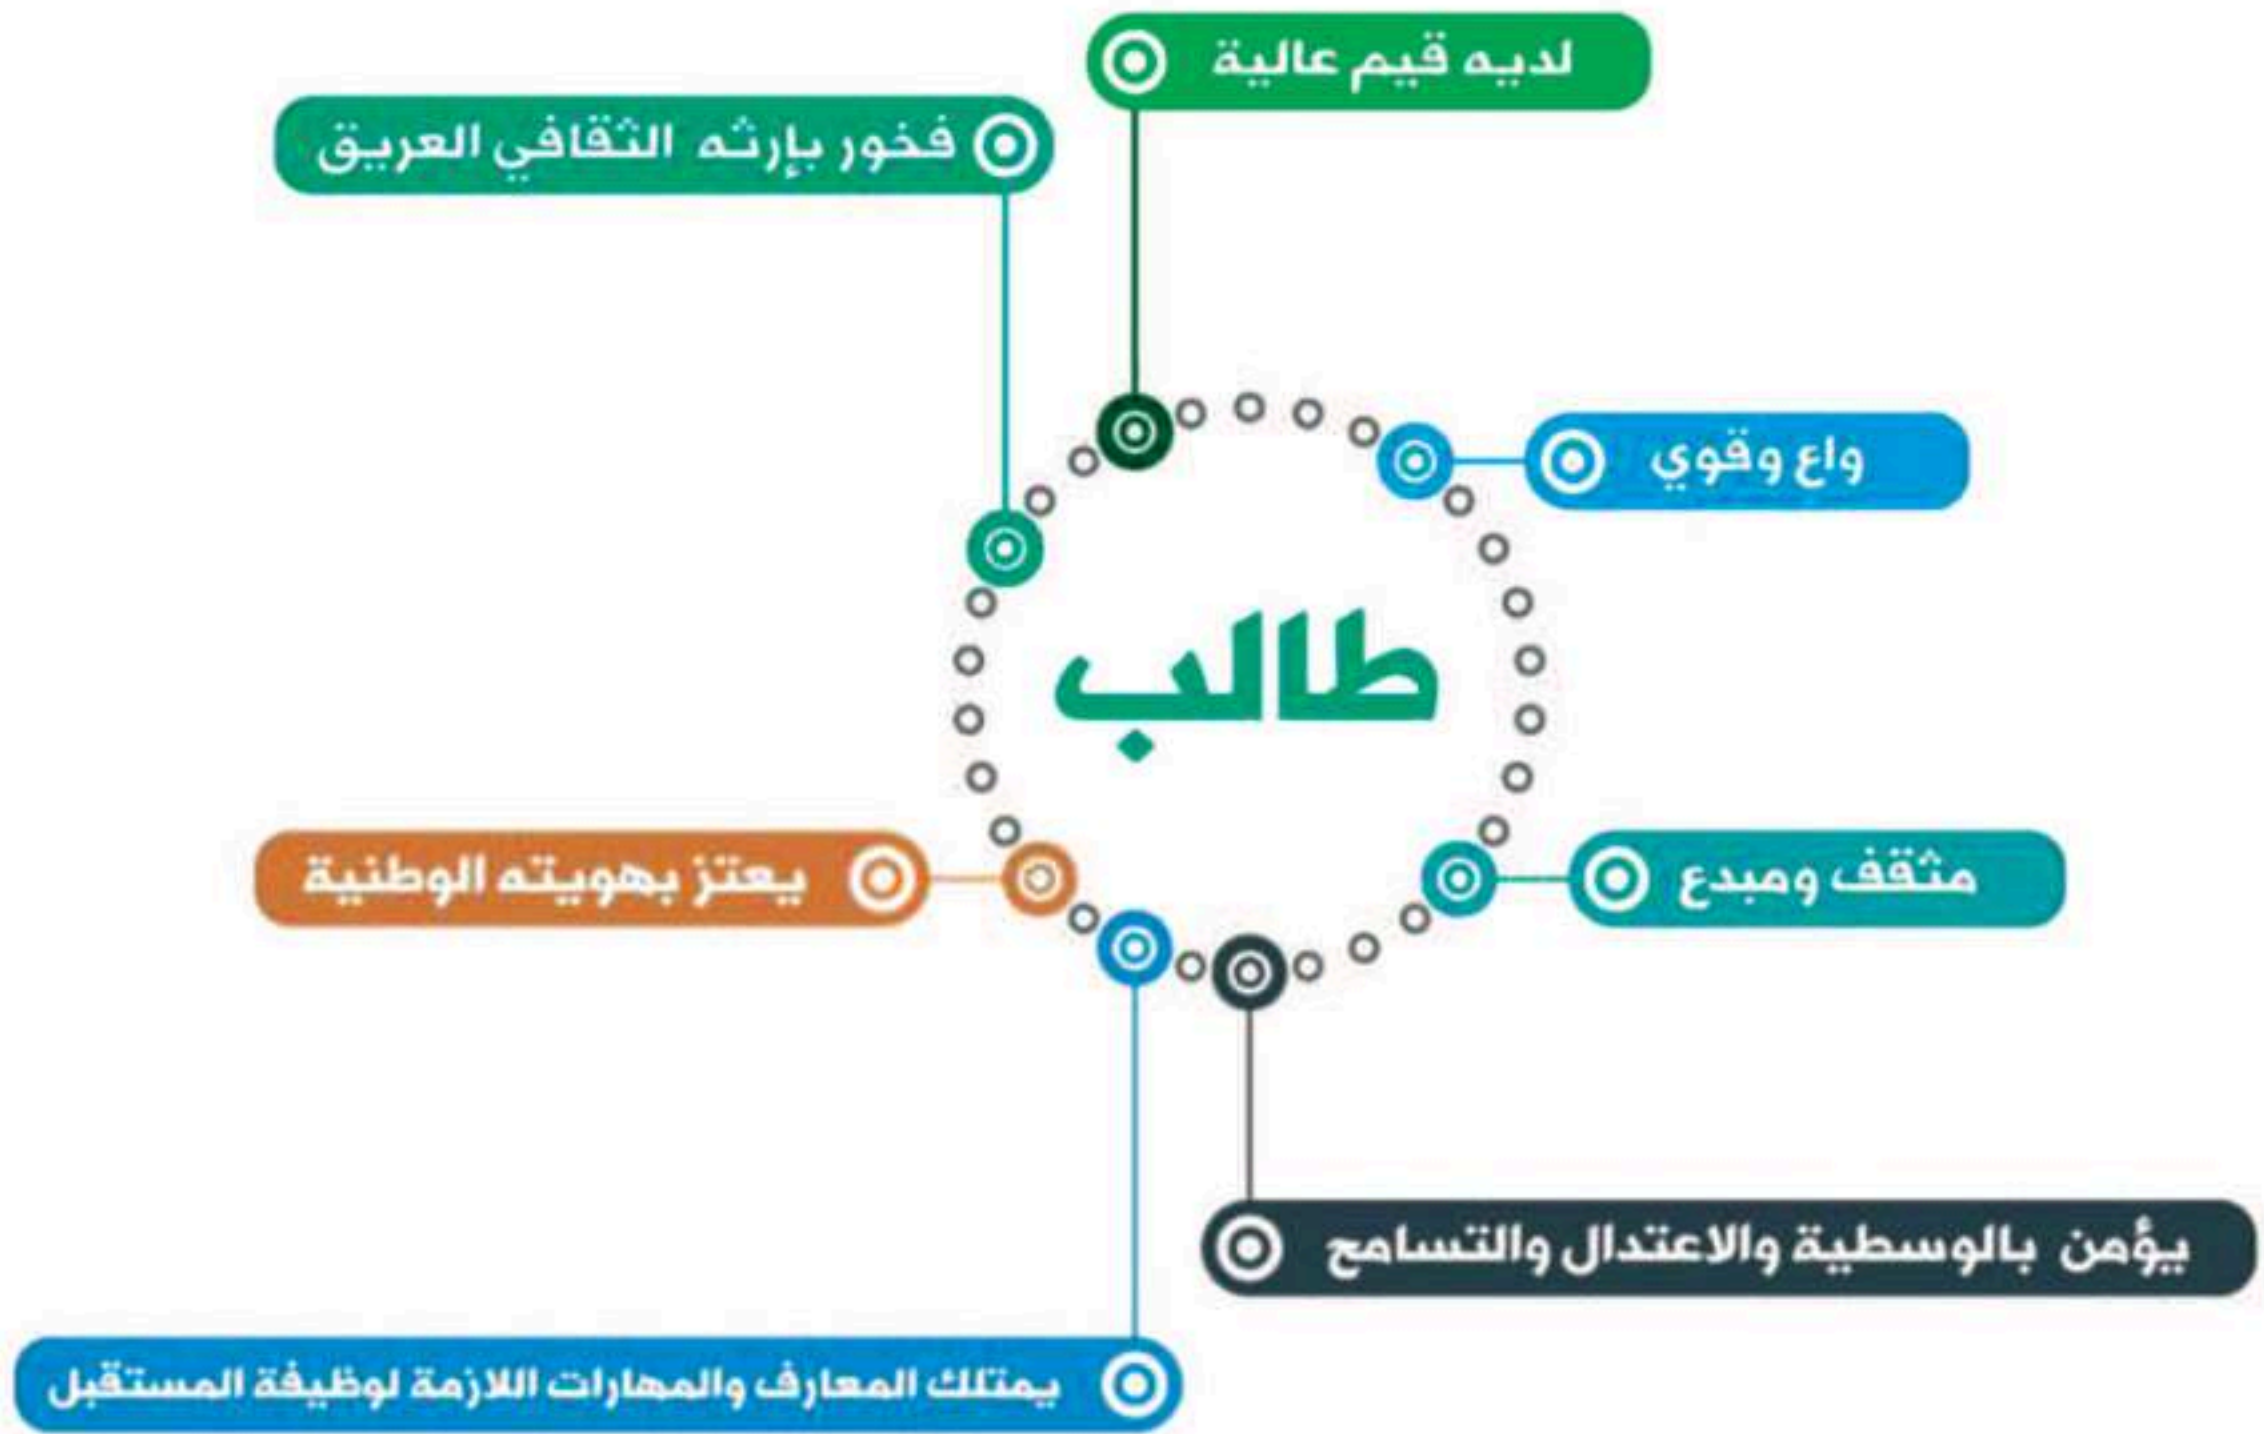 لديه قيم عالية
فخور بإرثه الثقافي العريق
واع وقوي
طالب
يعتز بهويته الوطنية
مثقف ومبدع
يؤمن بالوسطية والاعتدال والتسامح
يمتلك المعارف والمهارات اللازمة لوظيفة المستقبل